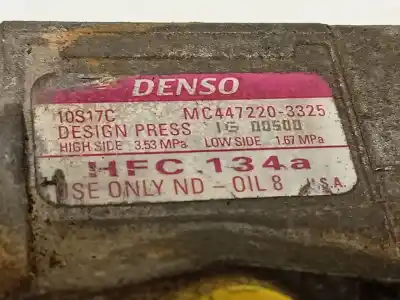 DENSO
10S17C MC447220-3325
DESIGN PRESS
HIGH SIDE : 3.53 MPa LOW SIDE : 1.67 MPa
HFC 134a
USE ONLY ND-OIL 8 U.S.A.